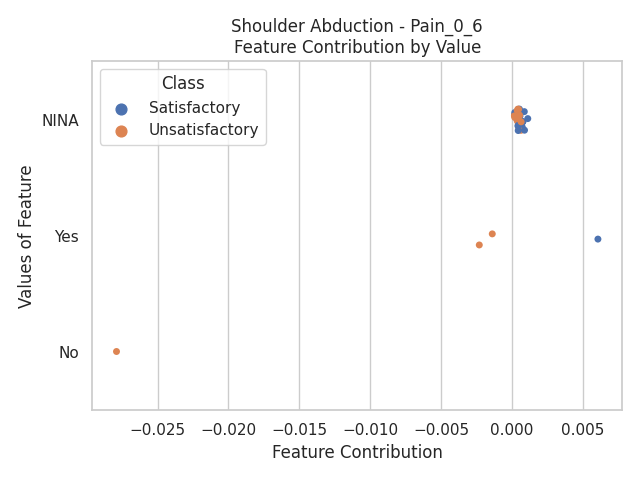 Shoulder Abduction - Pain_0_6
Feature Contribution by Value
Class
Satisfactory
Unsatisfactory
NINA
Yes
No
Values of Feature
−0.025
−0.020
−0.015
−0.010
−0.005
0.000
0.005
Feature Contribution